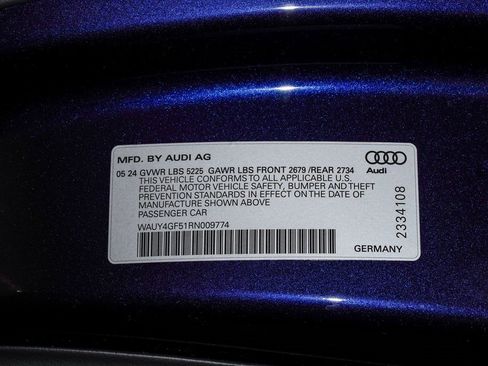 MFD. BY AUDI AG
05 24 GVWR LBS 5225 GAWR LBS FRONT 2679 /REAR 2734
THIS VEHICLE CONFORMS TO ALL APPLICABLE U.S.
FEDERAL MOTOR VEHICLE SAFETY, BUMPER AND THEFT
PREVENTION STANDARDS IN EFFECT ON THE DATE OF
MANUFACTURE SHOWN ABOVE
PASSENGER CAR
WAUY4GF51RN009774
Audi
2334108
GERMANY